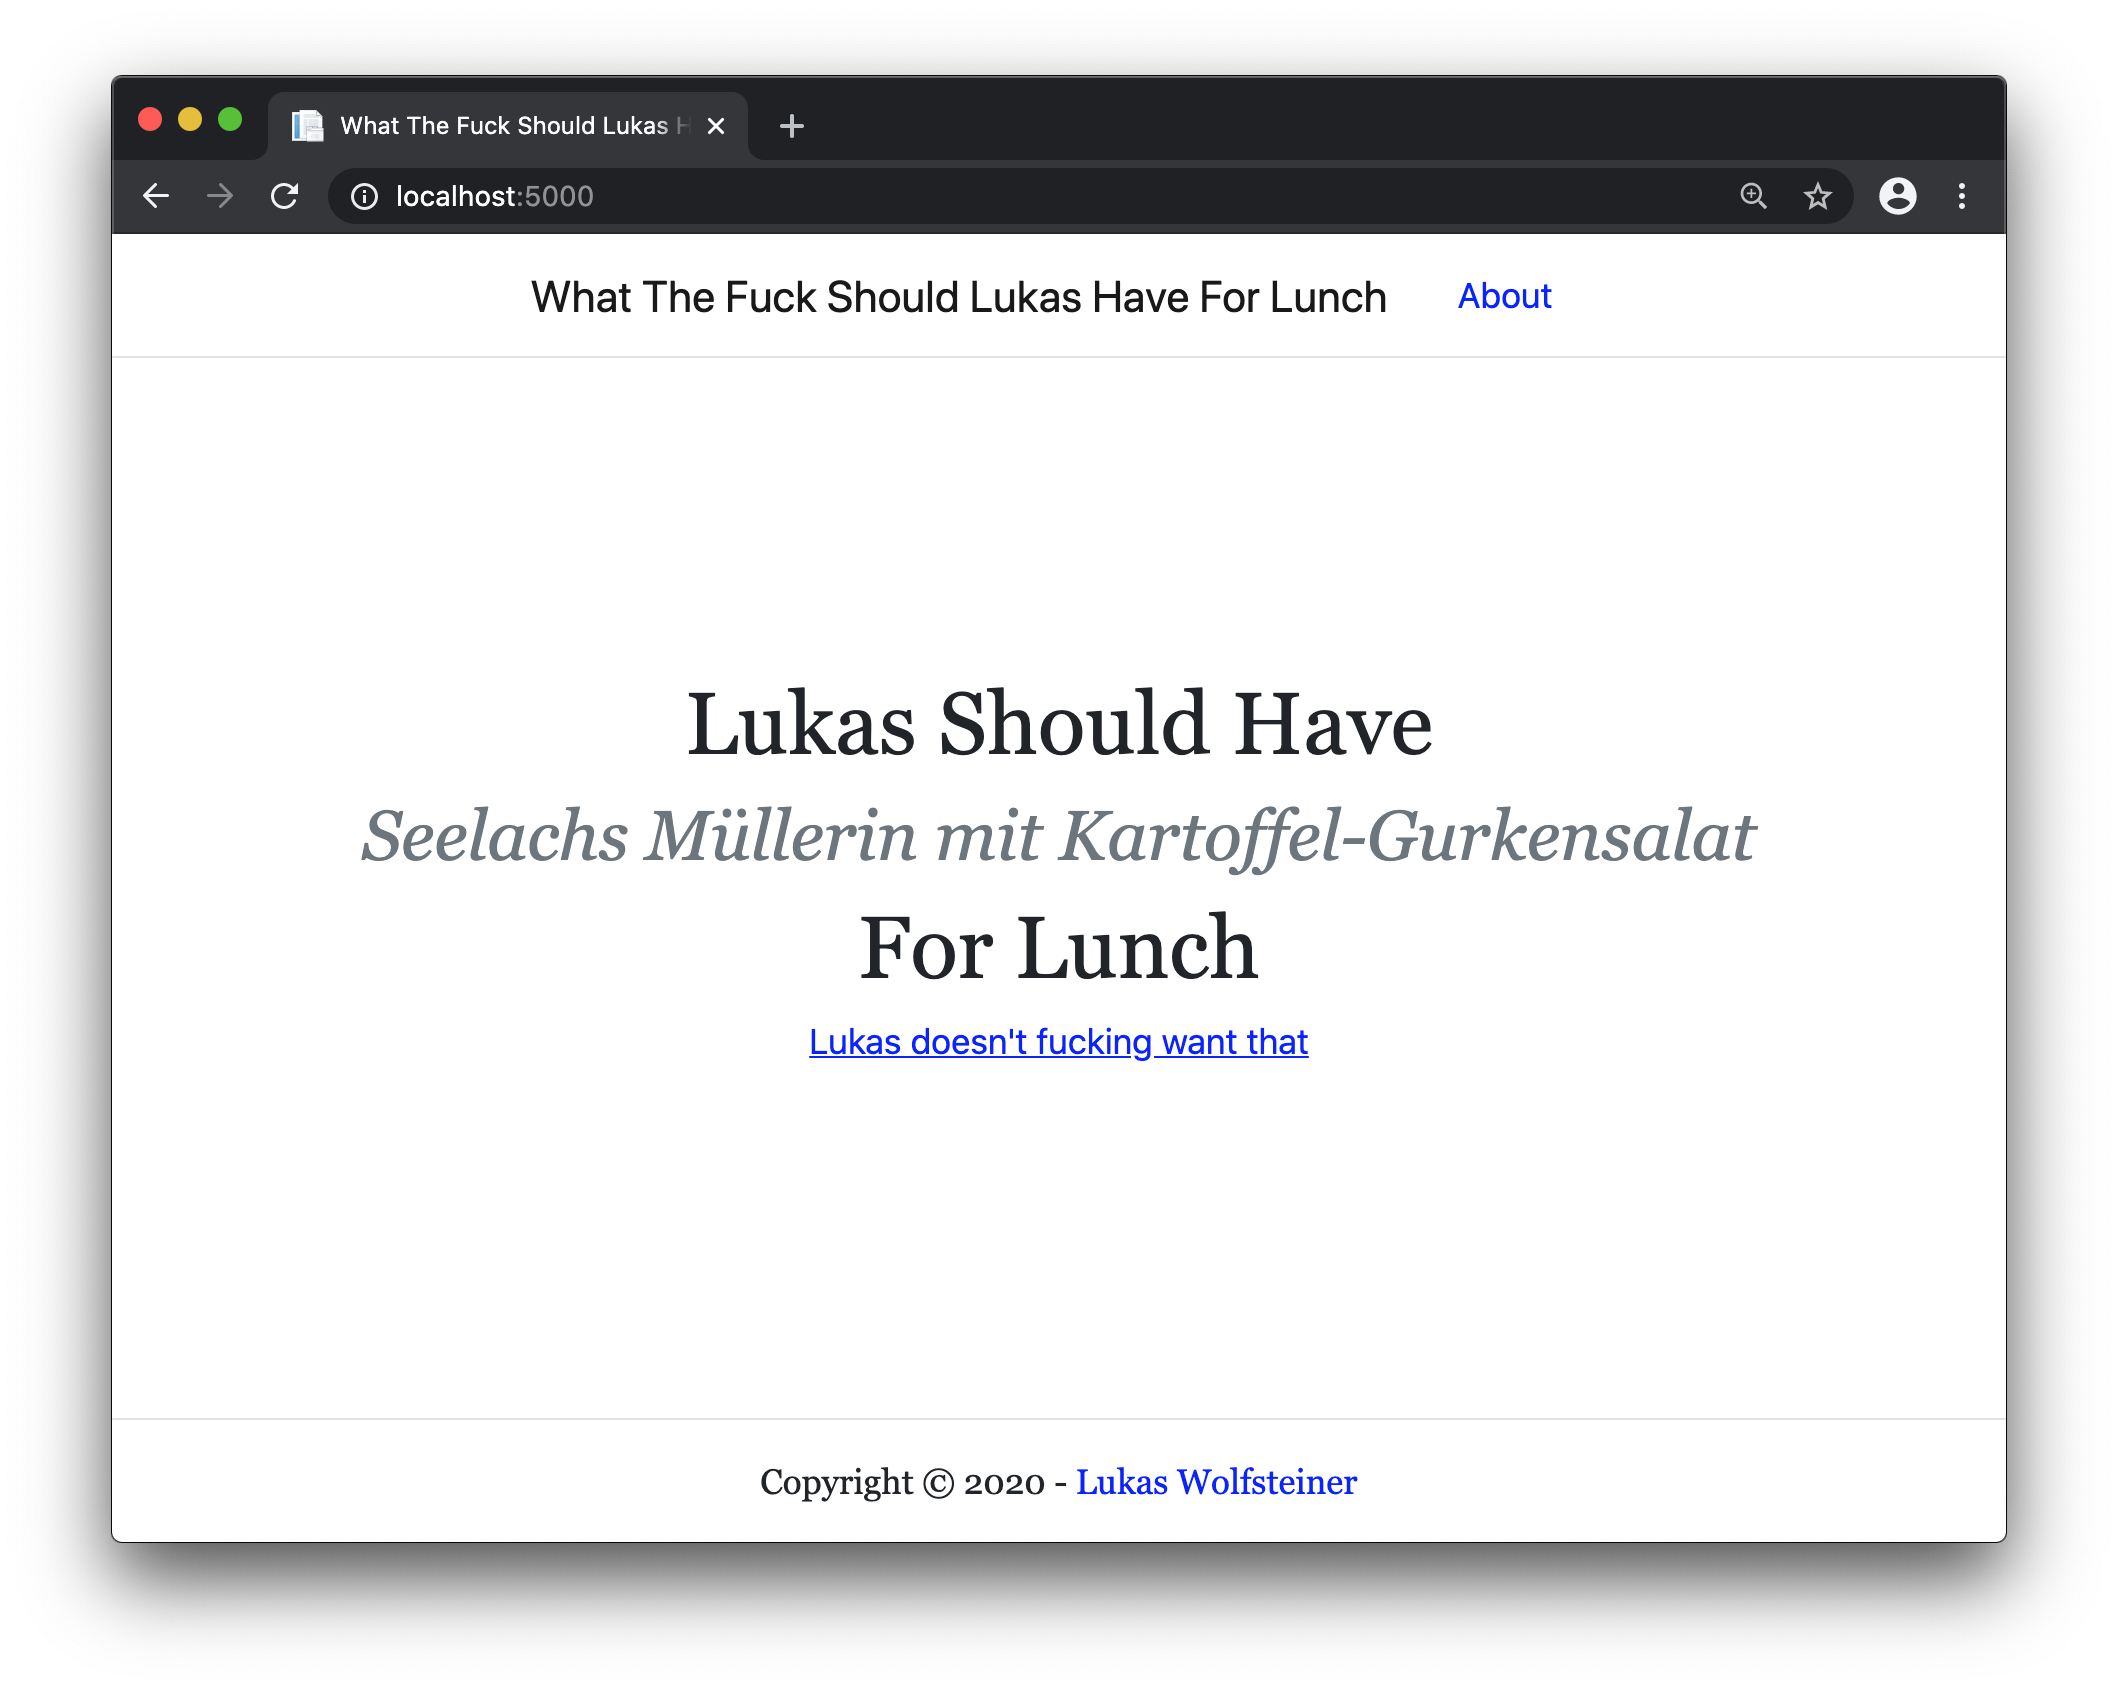 What The Fuck Should Lukas H
localhost:5000
What The Fuck Should Lukas Have For Lunch About
Lukas Should Have
Seelachs Müllerin mit Kartoffel-Gurkensalat
For Lunch
Lukas doesn't fucking want that
Copyright © 2020 - Lukas Wolfsteiner